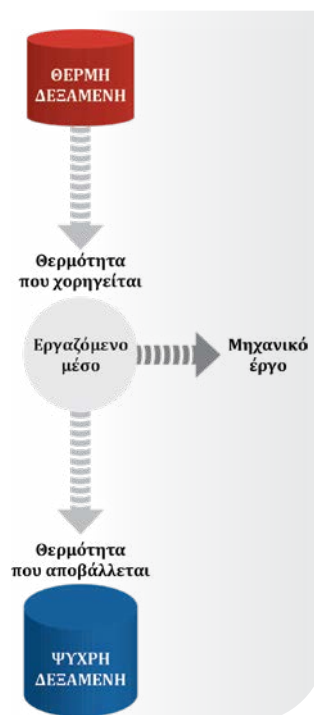 ΘΕΡΜΗ
ΔΕΞΑΜΕΝΗ
Θερμότητα
που χορηγείται
Εργαζόμενο
μέσο
Μηχανικό
έργο
Θερμότητα
που αποβάλλεται
ΨΥΧΡΗ
ΔΕΞΑΜΕΝΗ